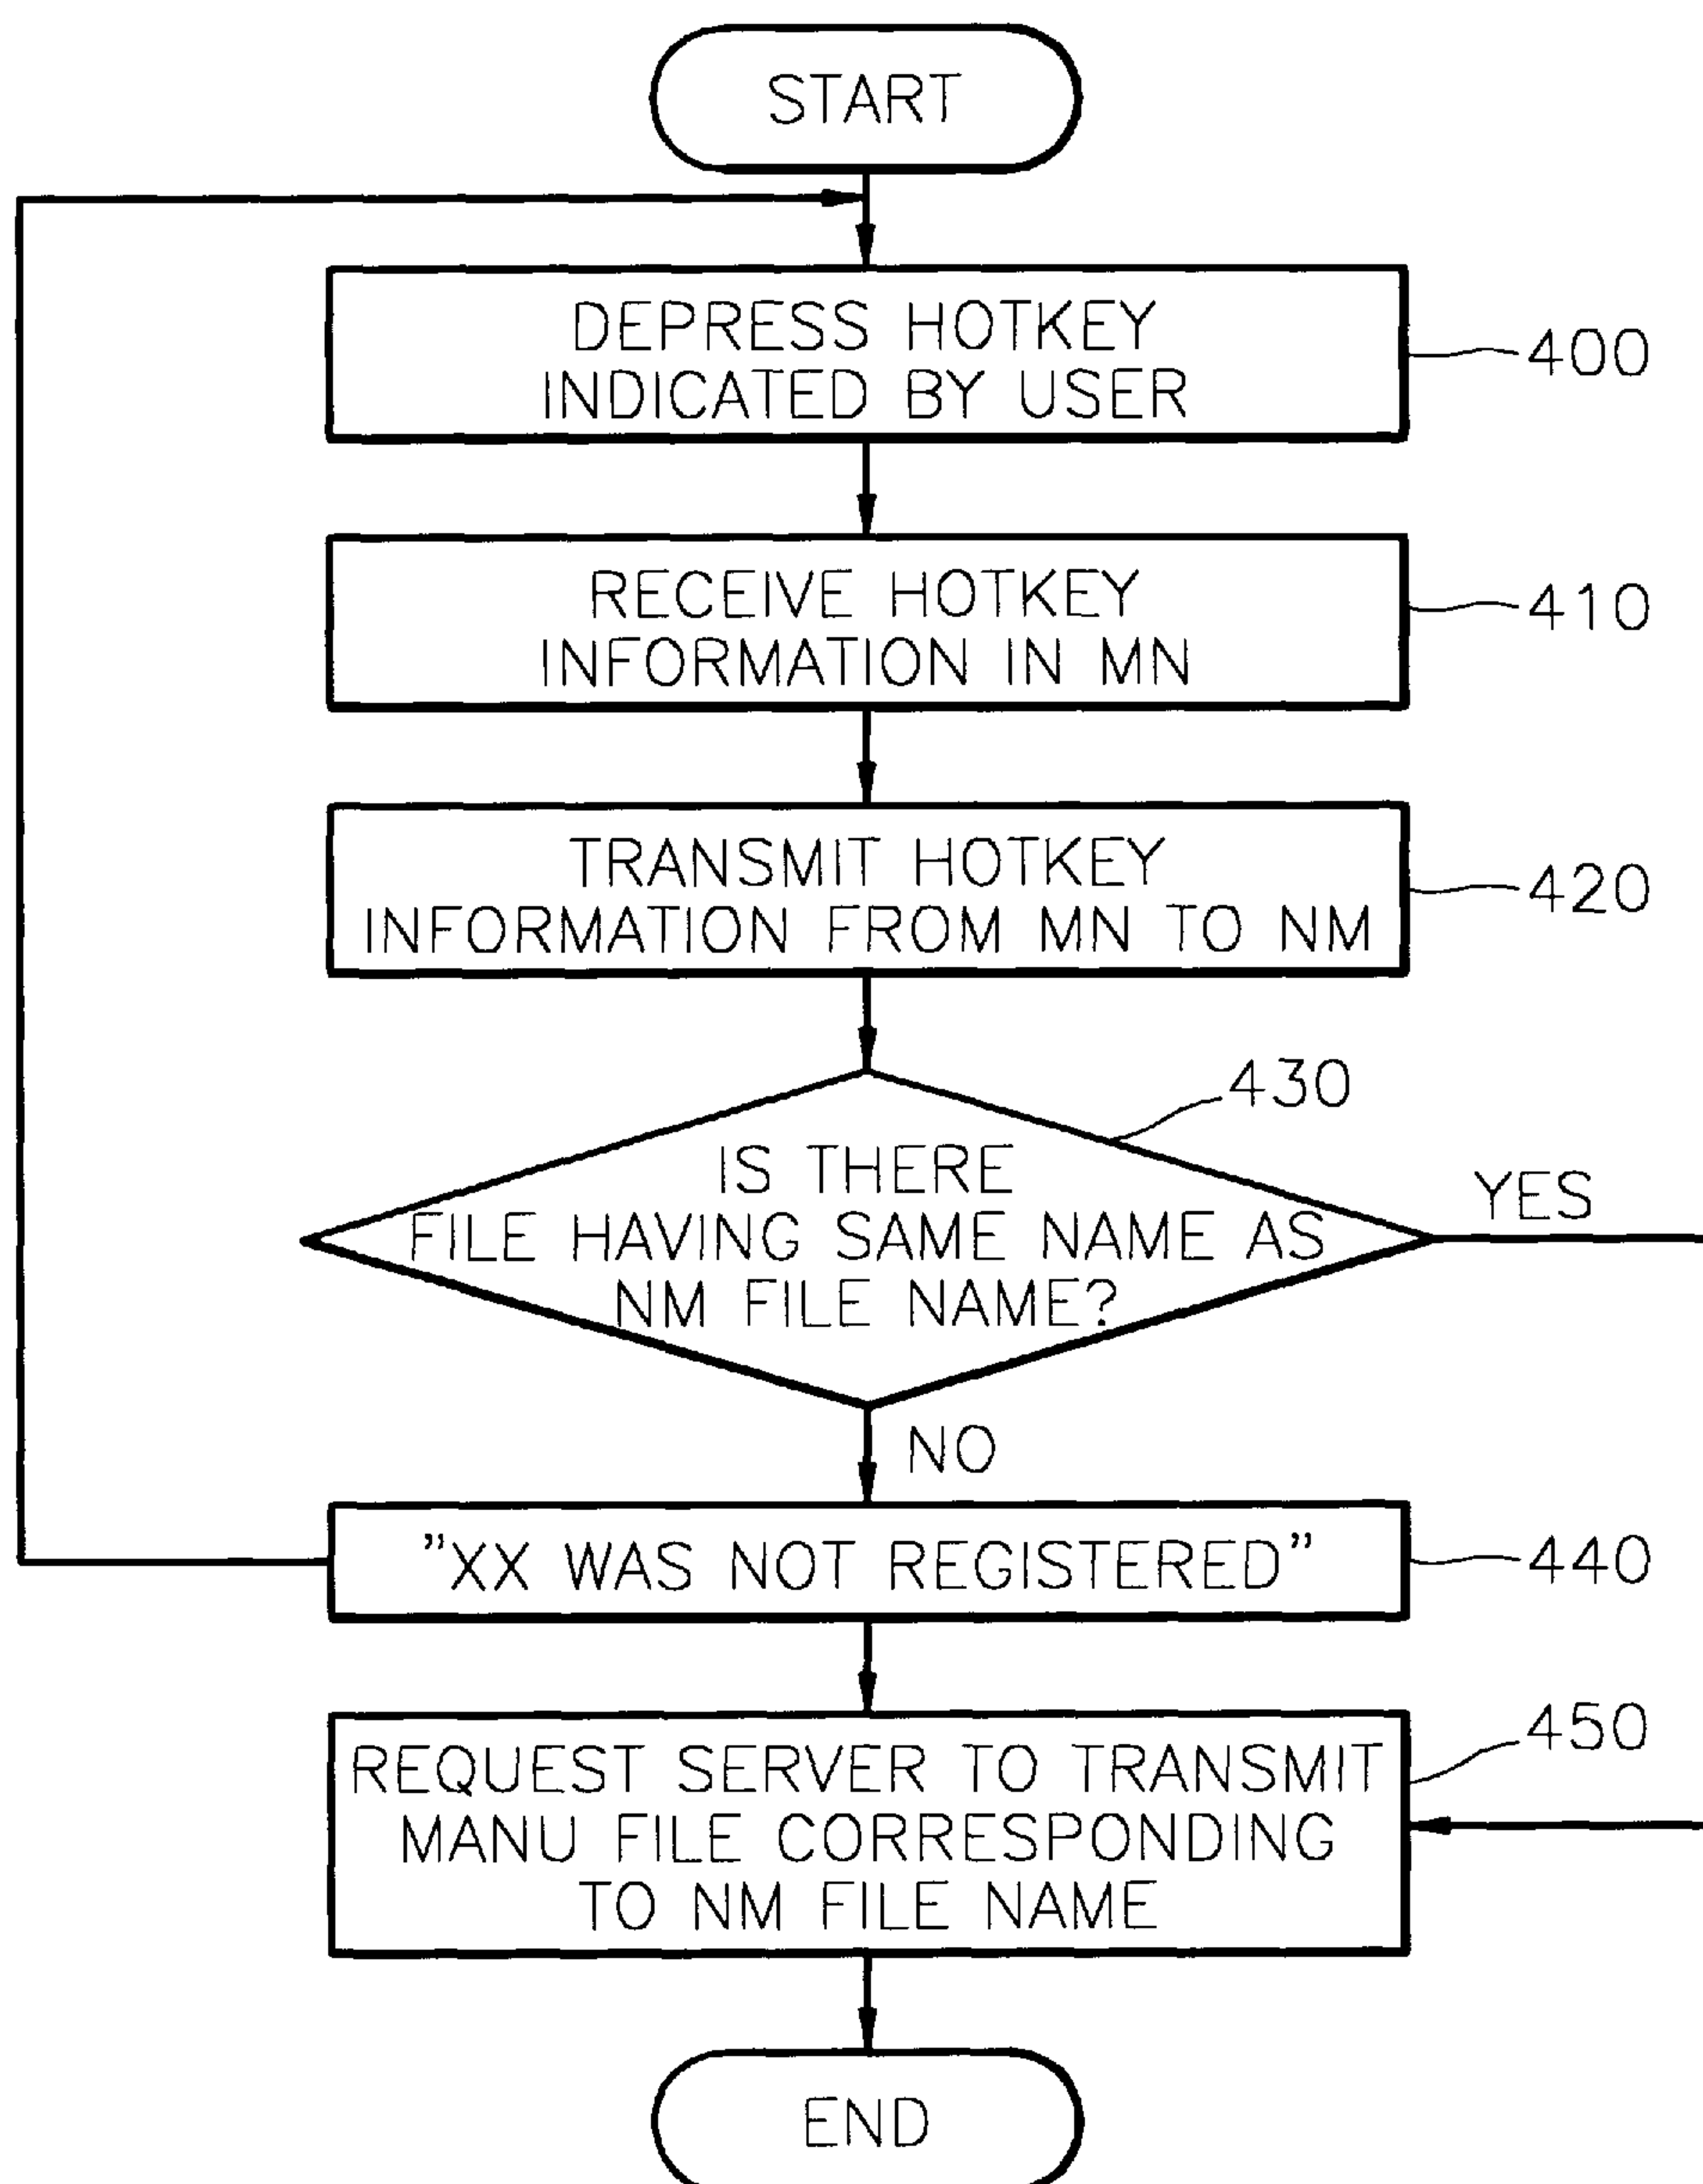 START
DEPRESS HOTKEY
INDICATED BY USER
400
RECEIVE HOTKEY
INFORMATION IN MN
410
TRANSMIT HOTKEY
INFORMATION FROM MN TO NM
420
430
IS THERE
FILE HAVING SAME NAME AS
NM FILE NAME?
YES
NO
”XX WAS NOT REGISTERED”
440
REQUEST SERVER TO TRANSMIT
MANU FILE CORRESPONDING
TO NM FILE NAME
450
END